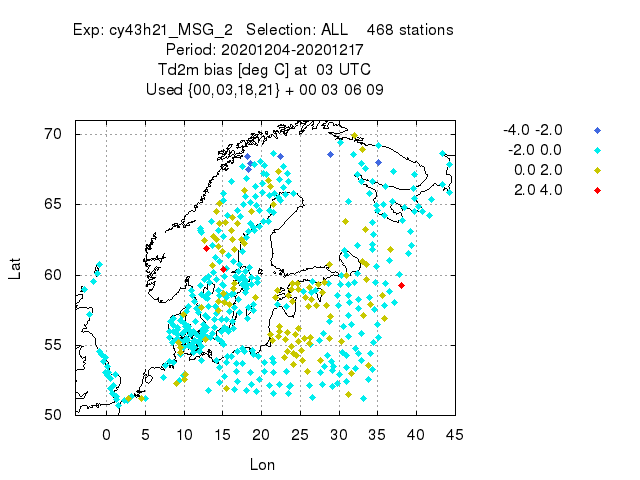 Exp: cy43h21_MSG_2   Selection: ALL    468 stations
Period: 20201204-20201217
Td2m bias [deg C] at  03 UTC
Used {00,03,18,21} + 00 03 06 09
-4.0 -2.0
-2.0 0.0
0.0 2.0
2.0 4.0
70
65
60
55
50
Lat
0 5 10 15 20 25 30 35 40 45
Lon